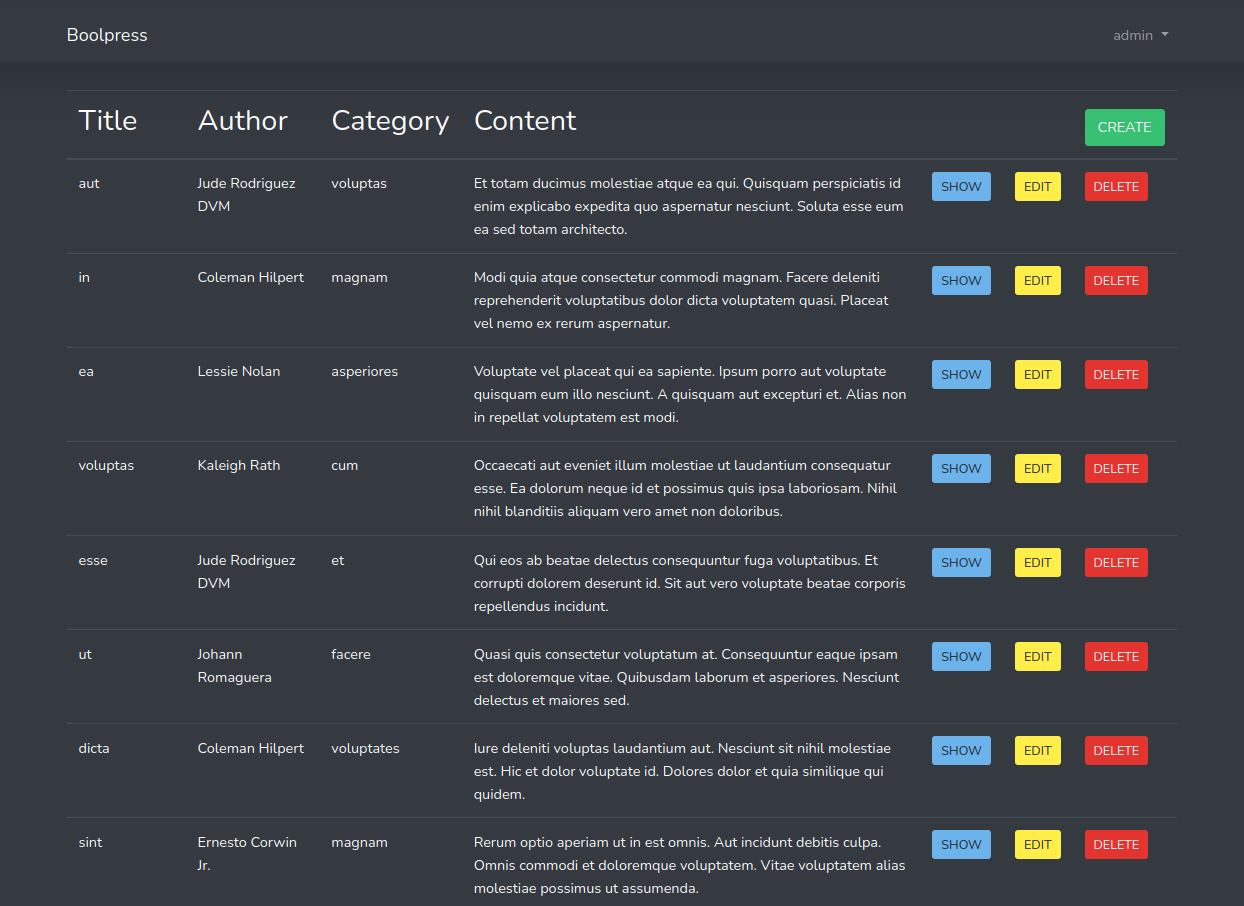 Boolpress admin
Title Author Category Content CREATE
aut Jude Rodriguez voluptas Et totam ducimus molestiae atque ea qui. Quisquam perspiciatis id SHOW EDIT DELETE
DVM enim explicabo expedita quo aspernatur nesciunt. Soluta esse eum
ea sed totam architecto.
in Coleman Hilpert magnam Modi quia atque consectetur commodi magnam. Facere deleniti SHOW EDIT DELETE
reprehenderit voluptatibus dolor dicta voluptatem quasi. Placeat
vel nemo ex rerum aspernatur.
ea Lessie Nolan asperiores Voluptate vel placeat qui ea sapiente. Ipsum porro aut voluptate SHOW EDIT DELETE
quisquam eum illo nesciunt. A quisquam aut excepturi et. Alias non
in repellat voluptatem est modi.
voluptas Kaleigh Rath cum Occaecati aut eveniet illum molestiae ut laudantium consequatur SHOW EDIT DELETE
esse. Ea dolorum neque id et possimus quis ipsa laboriosam. Nihil
nihil blanditiis aliquam vero amet non doloribus.
esse Jude Rodriguez et Qui eos ab beatae delectus consequuntur fuga voluptatibus. Et SHOW EDIT DELETE
DVM corrupti dolorem deserunt id. Sit aut vero voluptate beatae corporis
repellendus incidunt.
ut Johann facere Quasi quis consectetur voluptatum at. Consequuntur eaque ipsam SHOW EDIT DELETE
Romaguera est doloremque vitae. Quibusdam laborum et asperiores. Nesciunt
delectus et maiores sed.
dicta Coleman Hilpert voluptates Iure deleniti voluptas laudantium aut. Nesciunt sit nihil molestiae SHOW EDIT DELETE
est. Hic et dolor voluptate id. Dolores dolor et quia similique qui
quidem.
sint Ernesto Corwin magnam Rerum optio aperiam ut in est omnis. Aut incidunt debitis culpa. SHOW EDIT DELETE
Jr. Omnis commodi et doloremque voluptatem. Vitae voluptatem alias
molestiae possimus ut assumenda.